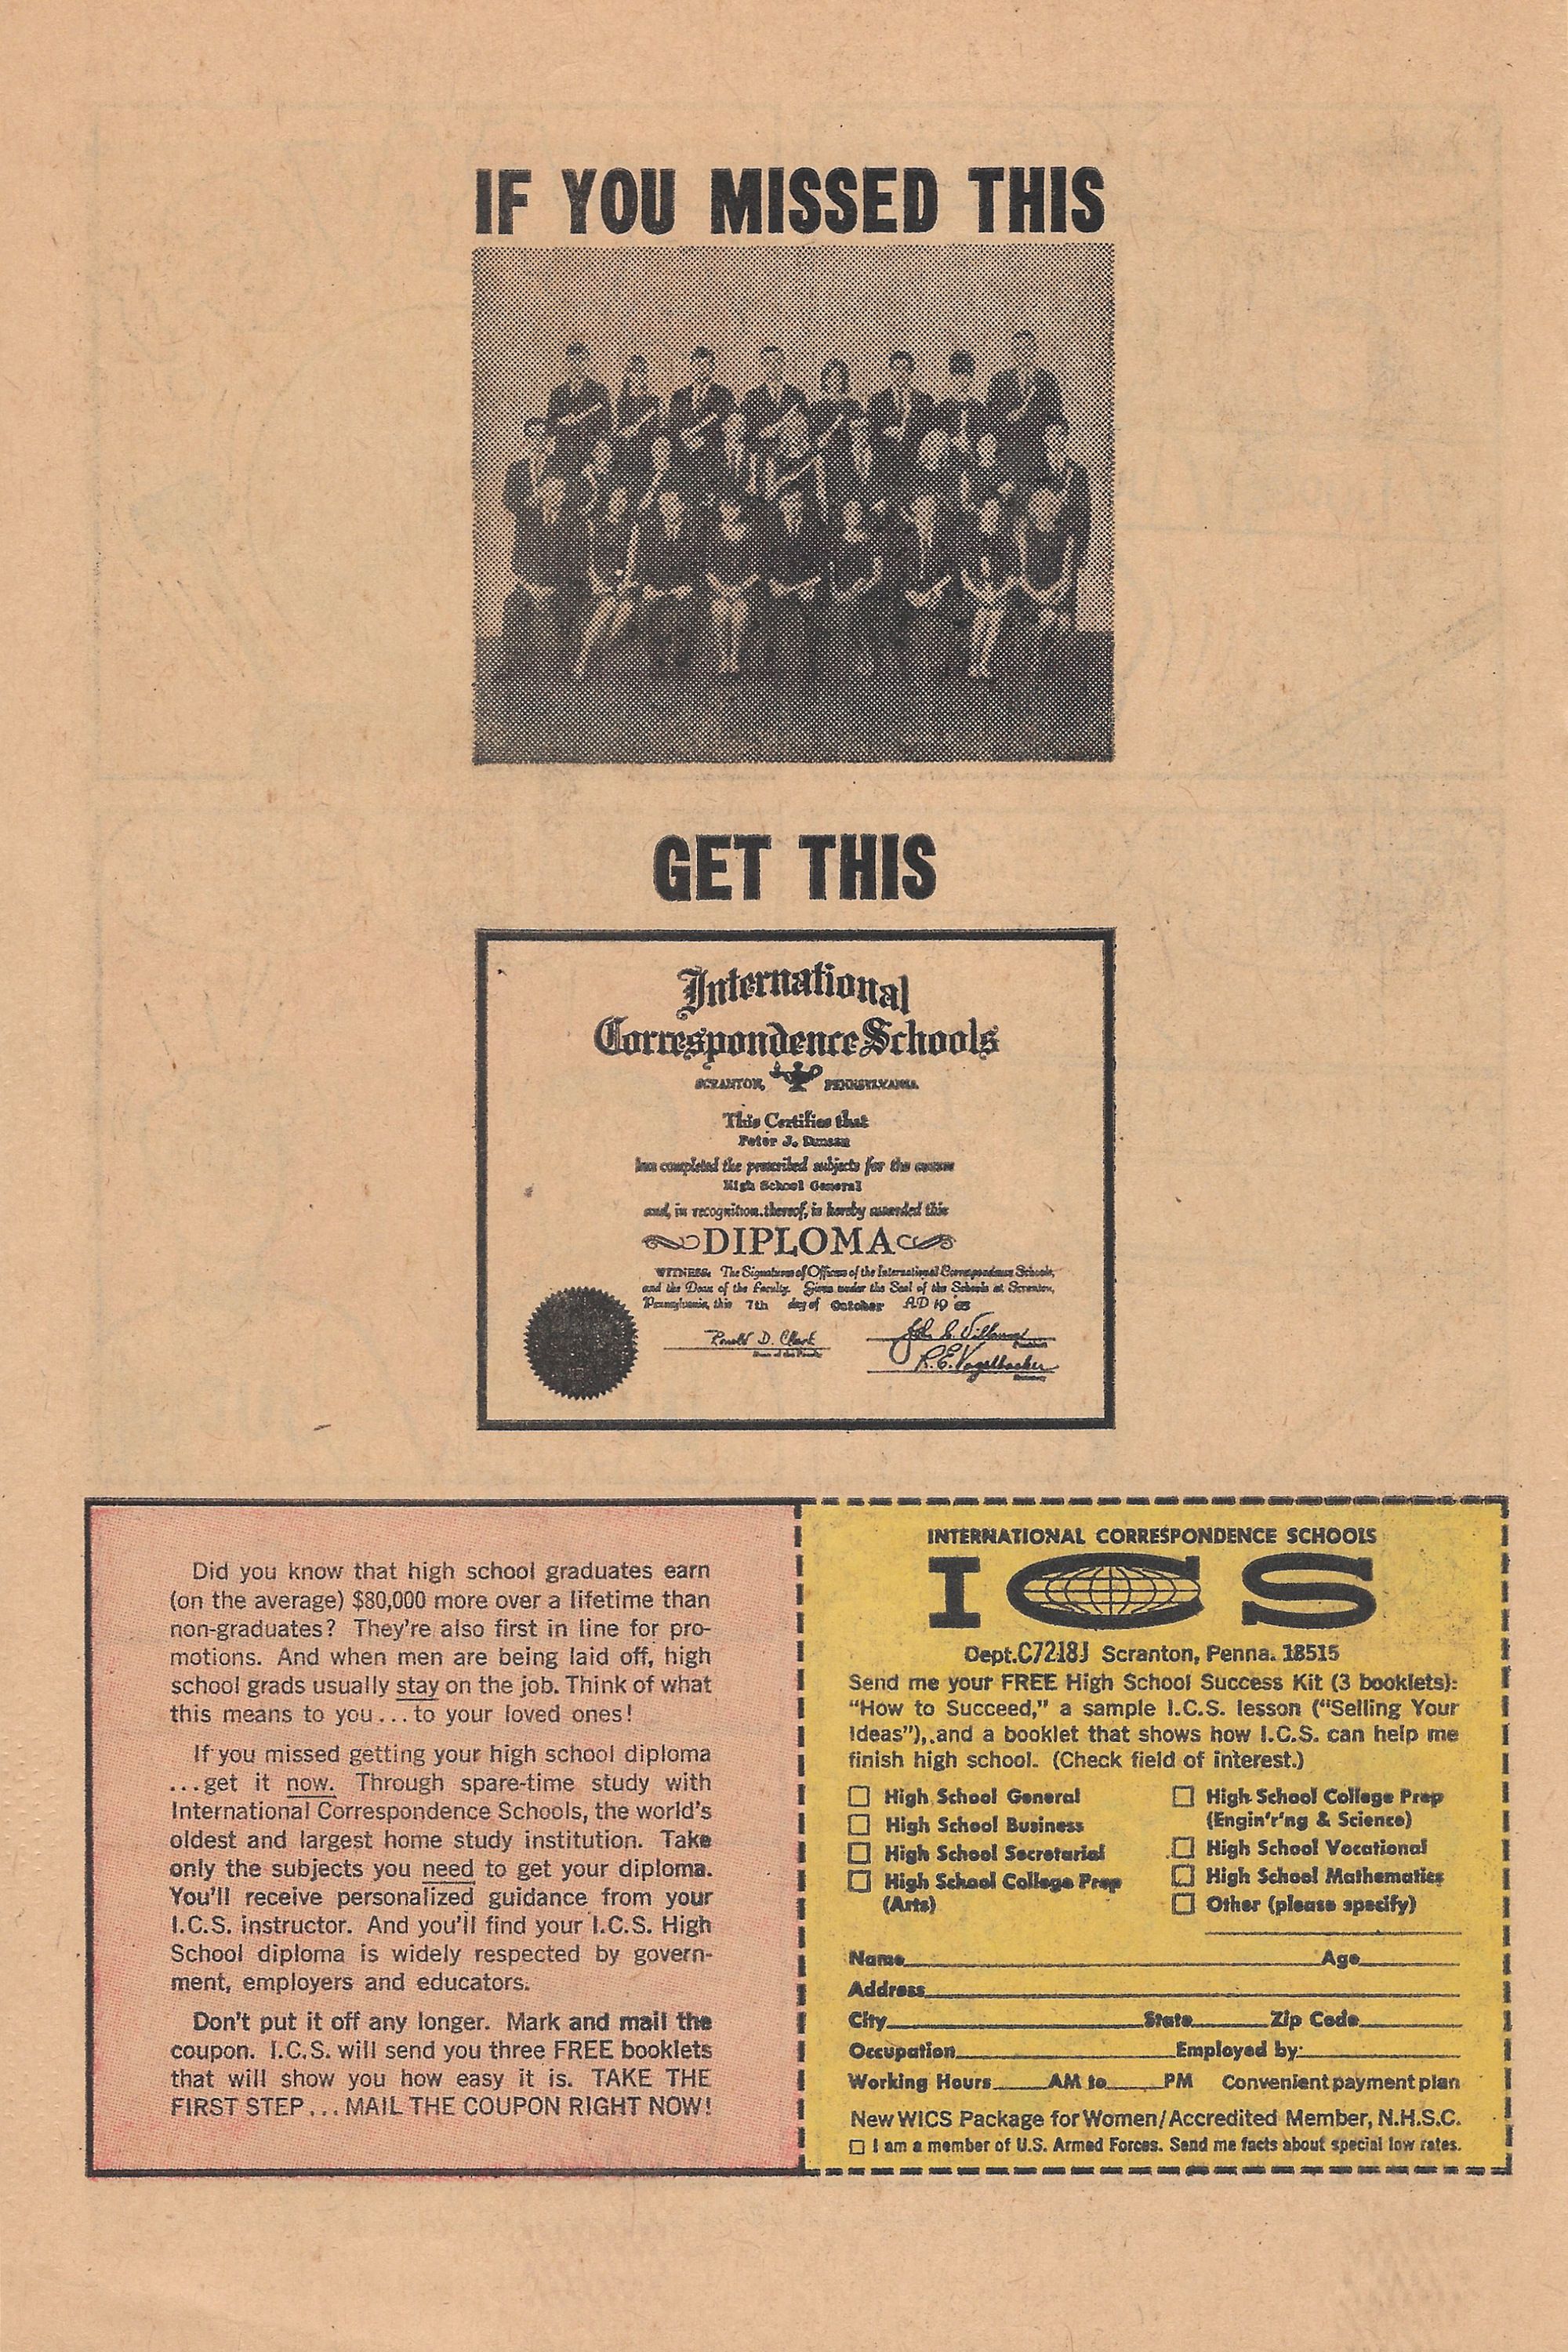 IF YOU MISSED THIS
GET THIS
International
Correspondence Schools
SCRANTON, PENNSYLVANIA
This Certifies that
Peter J. Duncan
has completed the prescribed subjects for the course
High School General
and, in recognition thereof, is hereby awarded this
DIPLOMA
WITNESS: The Signatures of Officers of the International Correspondence Schools,
and the Dean of the Faculty. Given under the Seal of the Schools at Scranton,
Pennsylvania, this 7th day of October A.D. 19
Ronald D. Clark
Dean of the Faculty
President
R. E. Vogelbacker
Secretary
Did you know that high school graduates earn
(on the average) $80,000 more over a lifetime than
non-graduates? They're also first in line for pro-
motions. And when men are being laid off, high
school grads usually stay on the job. Think of what
this means to you...to your loved ones!
If you missed getting your high school diploma
...get it now. Through spare-time study with
International Correspondence Schools, the world's
oldest and largest home study institution. Take
only the subjects you need to get your diploma.
You'll receive personalized guidance from your
I.C.S. instructor. And you'll find your I.C.S. High
School diploma is widely respected by govern-
ment, employers and educators.
Don't put it off any longer. Mark and mail the
coupon. I.C.S. will send you three FREE booklets
that will show you how easy it is. TAKE THE
FIRST STEP...MAIL THE COUPON RIGHT NOW!
INTERNATIONAL CORRESPONDENCE SCHOOLS
ICS
Dept.C7218J Scranton, Penna. 18515
Send me your FREE High School Success Kit (3 booklets):
"How to Succeed," a sample I.C.S. lesson ("Selling Your
Ideas"), and a booklet that shows how I.C.S. can help me
finish high school. (Check field of interest.)
High School General
High School Business
High School Secretarial
High School College Prep
(Arts)
High School College Prep
(Engin'r'ng & Science)
High School Vocational
High School Mathematics
Other (please specify)
Name Age
Address
City State Zip Code
Occupation Employed by:
Working Hours AM to PM Convenient payment plan
New WICS Package for Women/Accredited Member, N.H.S.C.
I am a member of U.S. Armed Forces. Send me facts about special low rates.